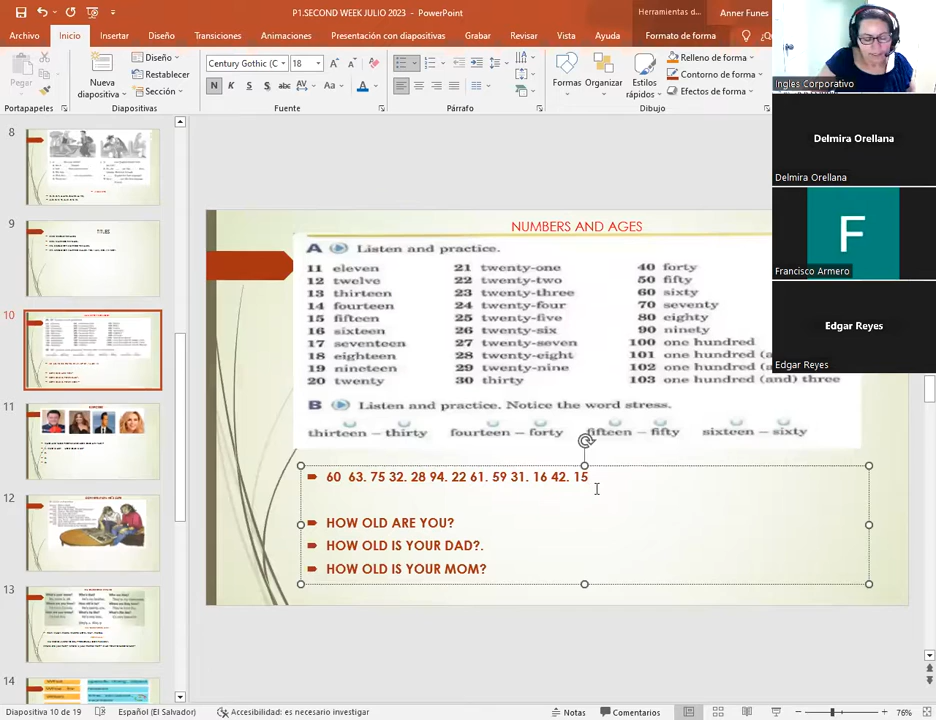 P1.SECOND WEEK JULIO 2023 - PowerPoint
Herramientas d...
Anner Funes
Archivo Inicio Insertar Diseño Transiciones Animaciones Presentación con diapositivas Grabar Revisar Vista Ayuda Formato de forma
Pegar
Nueva diapositiva
Diseño
Restablecer
Sección
Century Gothic (C 18
N K S abc AV Aa A
Formas
Organizar
Estilos rápidos
Relleno de forma
Contorno de forma
Efectos de forma
Portapapeles Diapositivas Fuente Párrafo Dibujo
Ingles Corporativo
Delmira Orellana
Delmira Orellana
F
Francisco Armero
Edgar Reyes
Edgar Reyes
8
9
10
11
12
13
14
NUMBERS AND AGES
A Listen and practice.
11 eleven 21 twenty-one 40 forty
12 twelve 22 twenty-two 50 fifty
13 thirteen 23 twenty-three 60 sixty
14 fourteen 24 twenty-four 70 seventy
15 fifteen 25 twenty-five 80 eighty
16 sixteen 26 twenty-six 90 ninety
17 seventeen 27 twenty-seven 100 one hundred
18 eighteen 28 twenty-eight 101 one hundred (a
19 nineteen 29 twenty-nine 102 one hundred (a
20 twenty 30 thirty 103 one hundred (and) three
B Listen and practice. Notice the word stress.
thirteen – thirty fourteen – forty fifteen – fifty sixteen – sixty
60 63. 75 32. 28 94. 22 61. 59 31. 16 42. 15
HOW OLD ARE YOU?
HOW OLD IS YOUR DAD?.
HOW OLD IS YOUR MOM?
Diapositiva 10 de 19 Español (El Salvador) Accesibilidad: es necesario investigar Notas Comentarios 76%